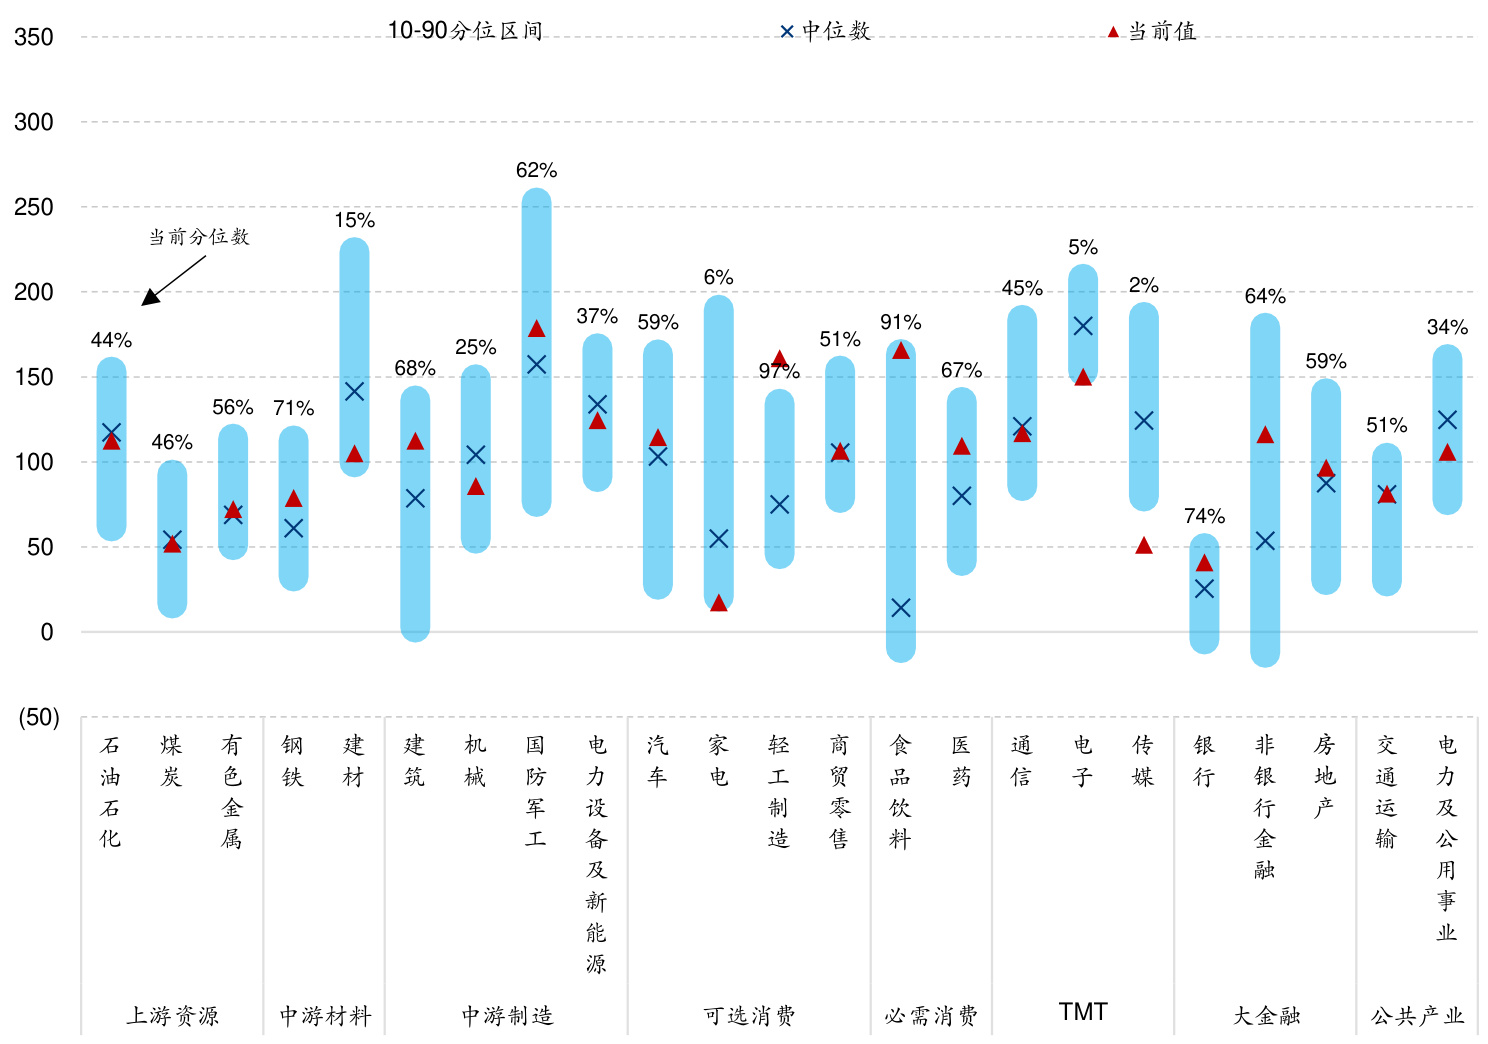 10-90分位区间
中位数
当前值
350
300
250
200
150
100
50
0
(50)
当前分位数
44%
46%
56%
71%
15%
68%
25%
62%
37%
59%
6%
97%
51%
91%
67%
45%
5%
2%
74%
64%
59%
51%
34%
石油石化
煤炭
有色金属
钢铁
建材
建筑
机械
国防军工
电力设备及新能源
汽车
家电
轻工制造
商贸零售
食品饮料
医药
通信
电子
传媒
银行
非银行金融
房地产
交通运输
电力及公用事业
上游资源
中游材料
中游制造
可选消费
必需消费
TMT
大金融
公共产业